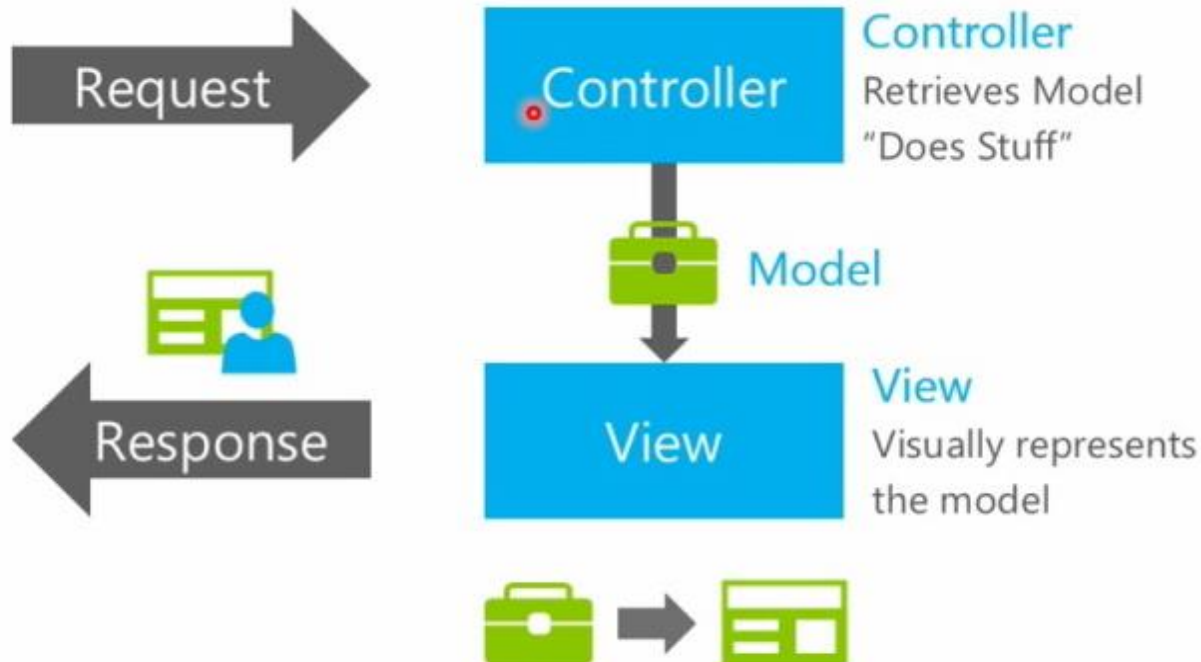 Request
Controller
Controller
Retrieves Model
"Does Stuff"
Model
Response
View
View
Visually represents
the model